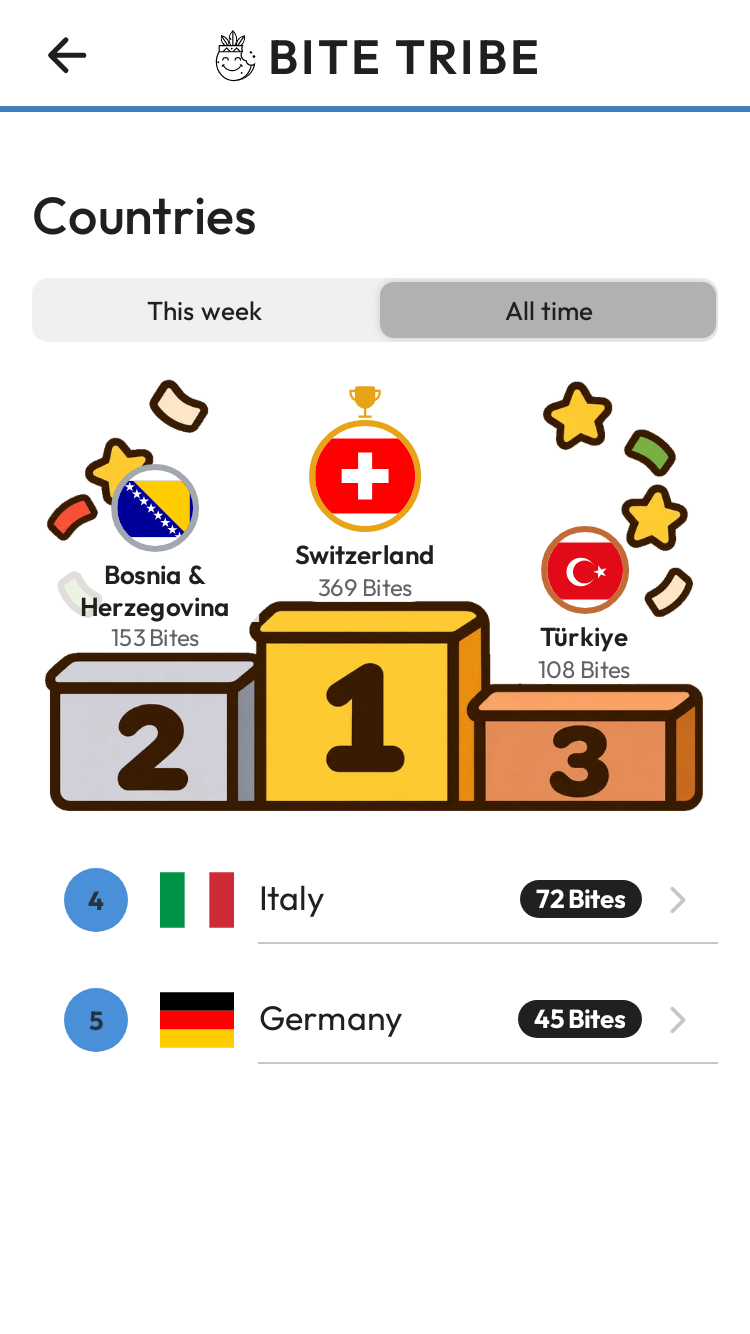 BITE TRIBE
Countries
This week
All time
Switzerland
369 Bites
Bosnia &
Herzegovina
153 Bites
Türkiye
108 Bites
2
1
3
4
Italy
72 Bites
5
Germany
45 Bites